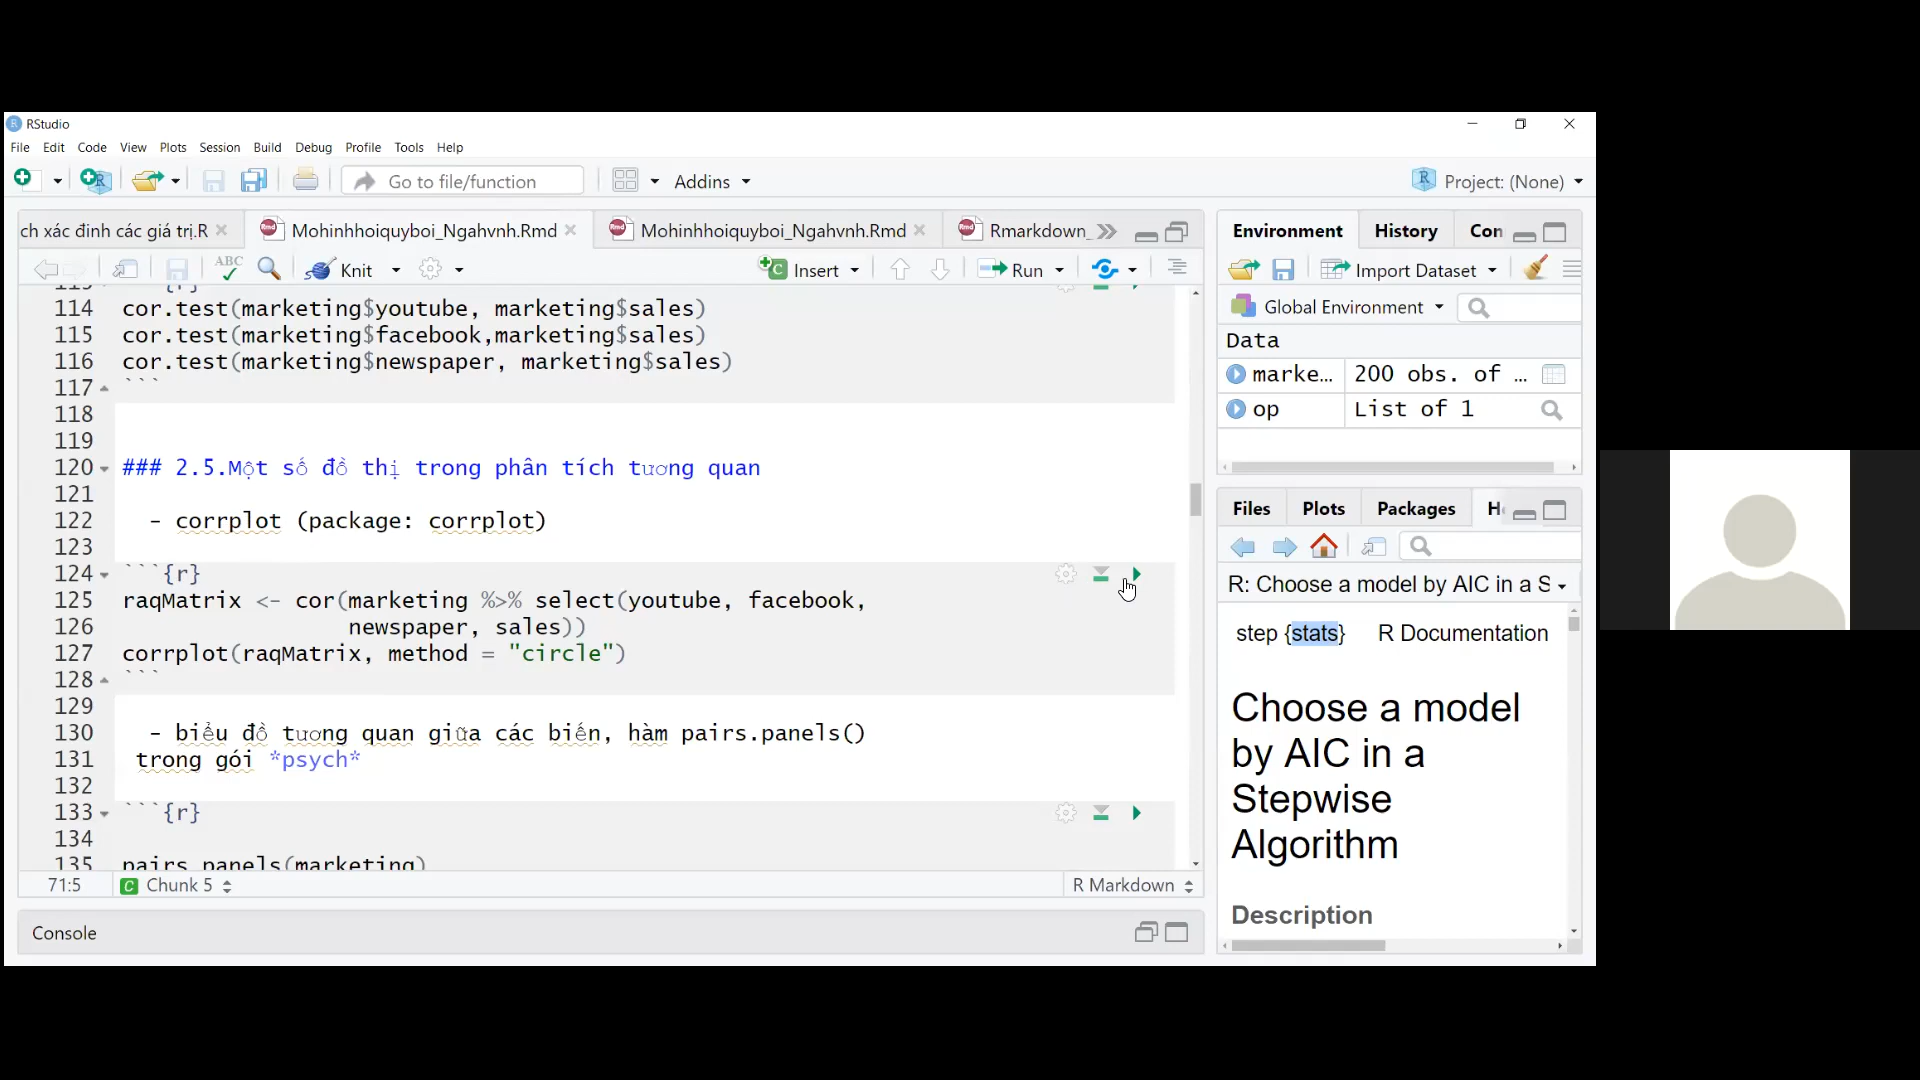 RStudio
File Edit Code View Plots Session Build Debug Profile Tools Help
Go to file/function
Addins
Project: (None)
ch xác đinh các giá trị.R
Mohinhhoiquyboi_Ngahvnh.Rmd
Mohinhhoiquyboi_Ngahvnh.Rmd
Rmarkdown_
ABC
Knit
Insert
Run
114 cor.test(marketing$youtube, marketing$sales)
115 cor.test(marketing$facebook,marketing$sales)
116 cor.test(marketing$newspaper, marketing$sales)
117 ```
118
119
120 ### 2.5.Một số đồ thị trong phân tích tương quan
121
122 - corrplot (package: corrplot)
123
124 ```{r}
125 raqMatrix <- cor(marketing %>% select(youtube, facebook,
126 newspaper, sales))
127 corrplot(raqMatrix, method = "circle")
128 ```
129
130 - biểu đồ tương quan giữa các biến, hàm pairs.panels()
131 trong gói *psych*
132
133 ```{r}
134
135 pairs.panels(marketing)
71:5
C Chunk 5
R Markdown
Console
Environment History Con
Import Dataset
Global Environment
Data
marke... 200 obs. of ...
op List of 1
Files Plots Packages H
R: Choose a model by AIC in a S
step {stats} R Documentation
Choose a model
by AIC in a
Stepwise
Algorithm
Description